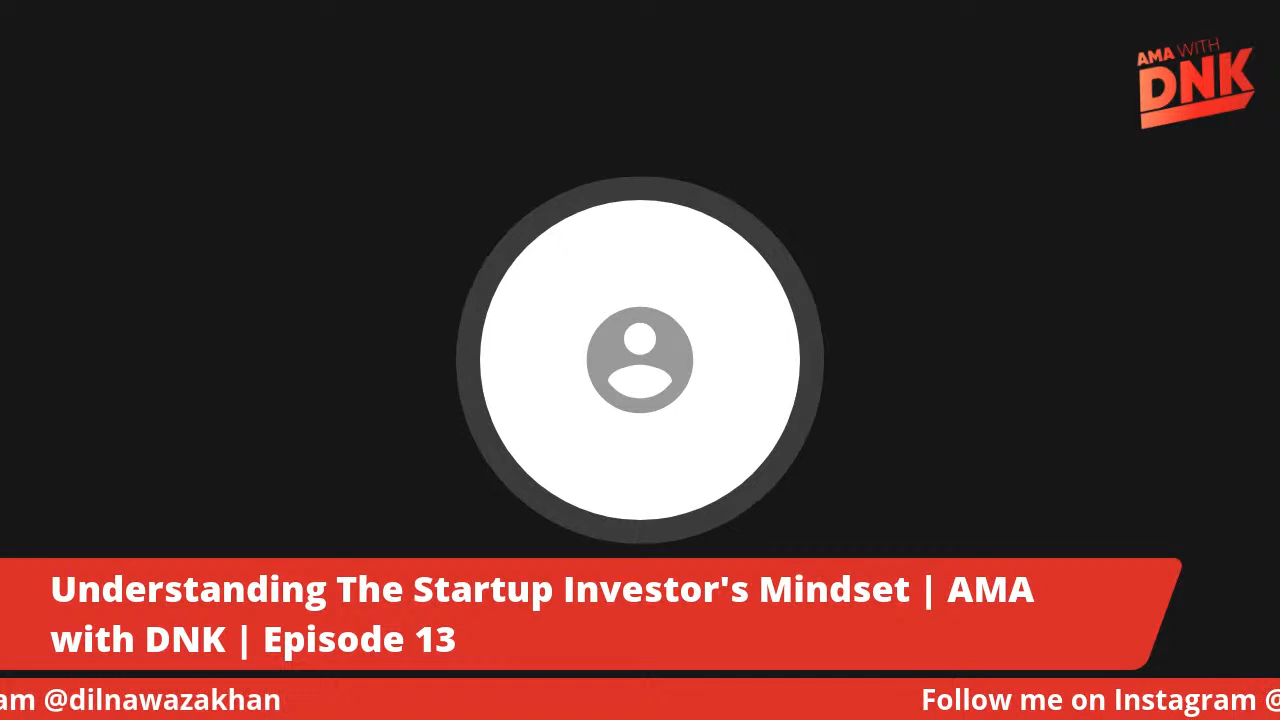 AMA WITH
DNK
Understanding The Startup Investor's Mindset | AMA
with DNK | Episode 13
am @dilnawazakhan Follow me on Instagram @